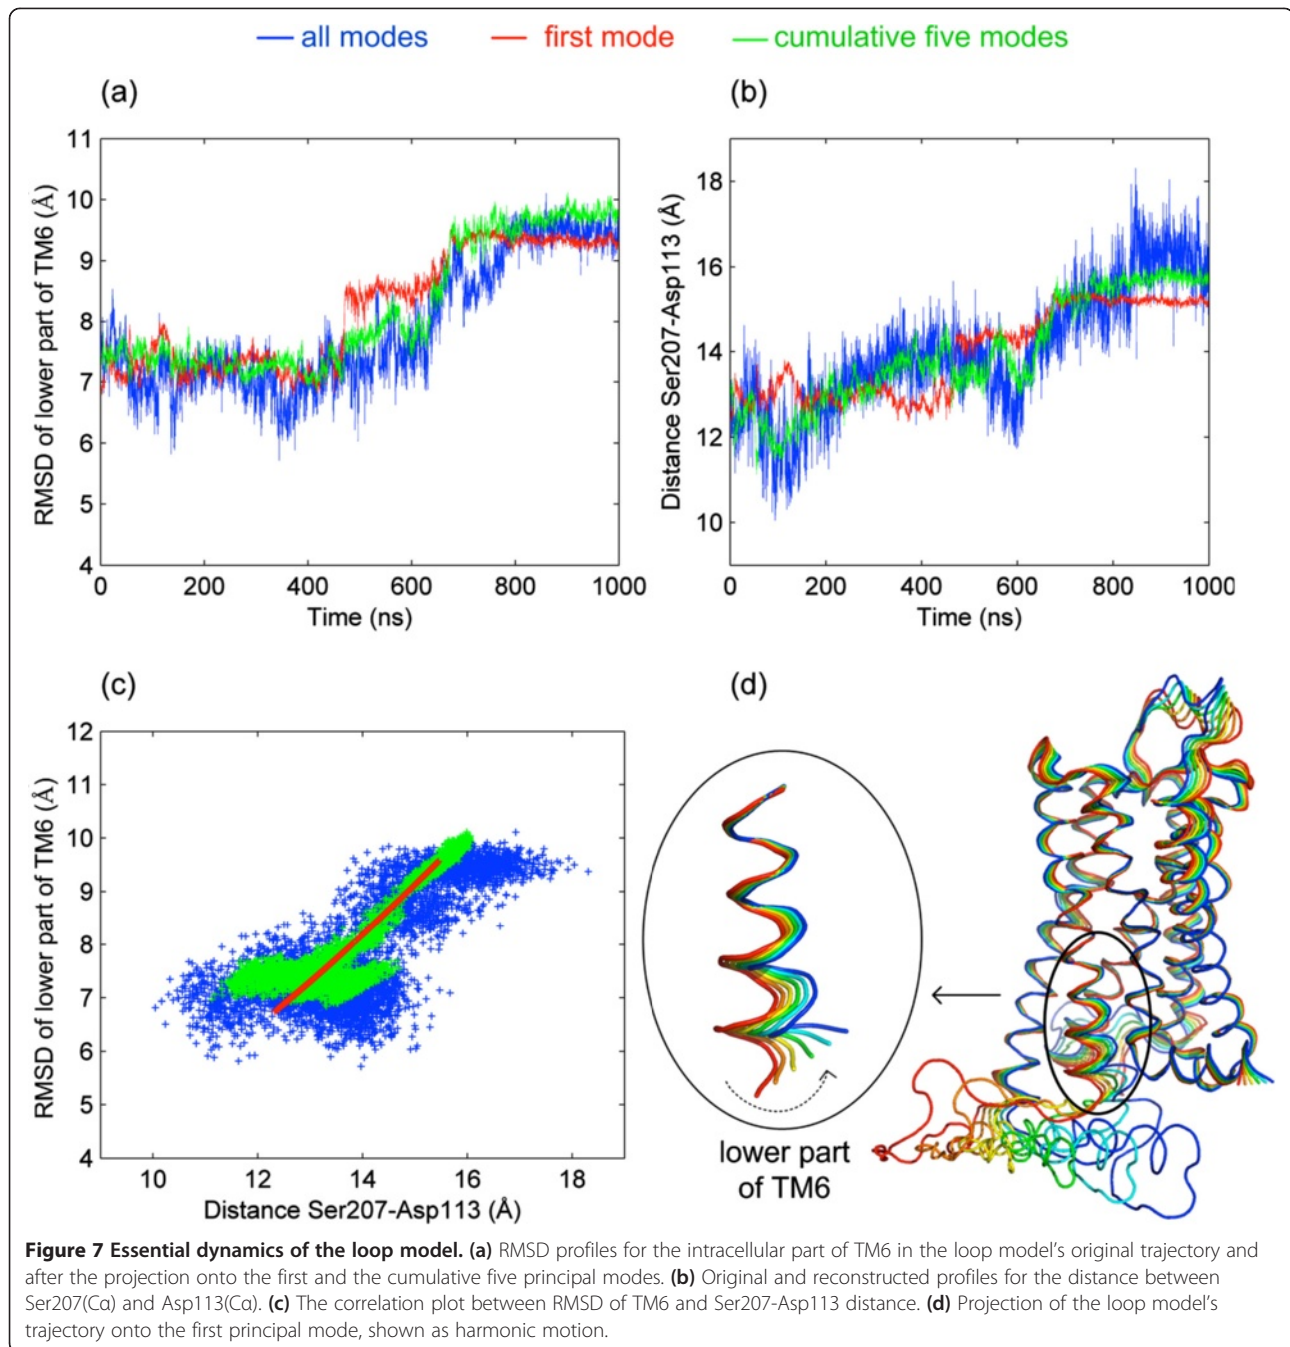 all modes first mode cumulative five modes
(a)
RMSD of lower part of TM6 (Å)
11
10
9
8
7
6
5
4
0 200 400 600 800 1000
Time (ns)
(b)
Distance Ser207-Asp113 (Å)
18
16
14
12
10
0 200 400 600 800 1000
Time (ns)
(c)
RMSD of lower part of TM6 (Å)
12
11
10
9
8
7
6
5
4
10 12 14 16 18
Distance Ser207-Asp113 (Å)
(d)
lower part
of TM6
Figure 7 Essential dynamics of the loop model. (a) RMSD profiles for the intracellular part of TM6 in the loop model's original trajectory and
after the projection onto the first and the cumulative five principal modes. (b) Original and reconstructed profiles for the distance between
Ser207(Cα) and Asp113(Cα). (c) The correlation plot between RMSD of TM6 and Ser207-Asp113 distance. (d) Projection of the loop model's
trajectory onto the first principal mode, shown as harmonic motion.